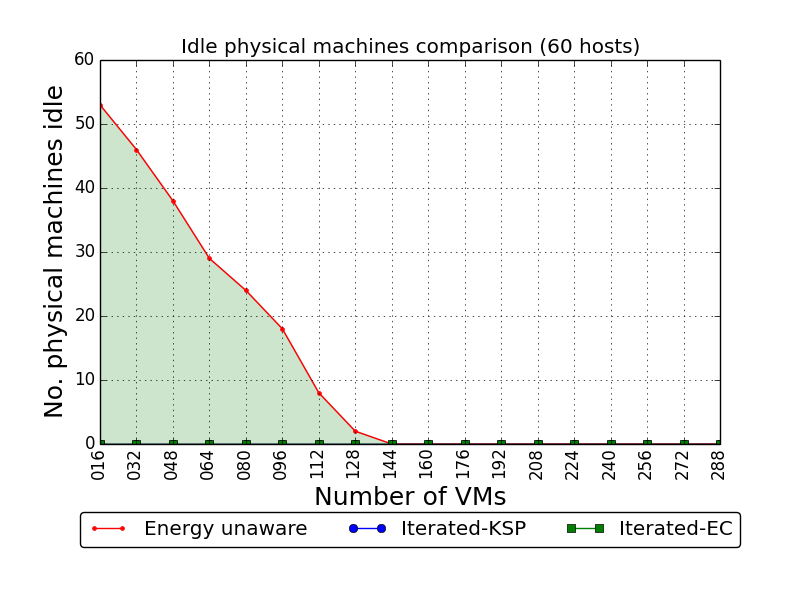 Idle physical machines comparison (60 hosts)
No. physical machines idle
60
50
40
30
20
10
0
016 032 048 064 080 096 112 128 144 160 176 192 208 224 240 256 272 288
Number of VMs
Energy unaware Iterated-KSP Iterated-EC